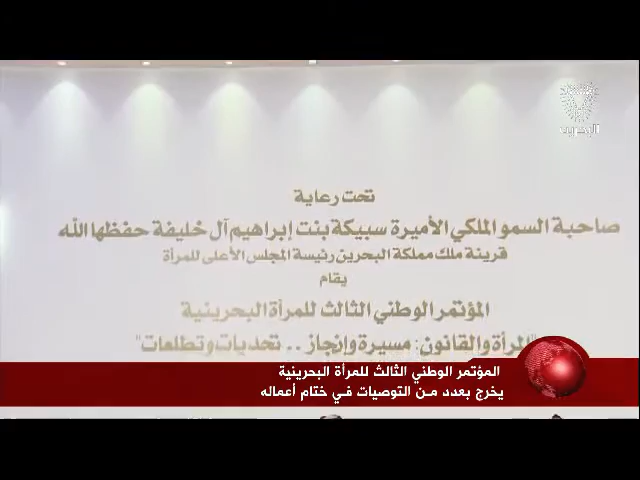 البحرين
تحت رعاية
صاحبة السمو الملكي الأميرة سبيكة بنت إبراهيم آل خليفة حفظها الله
قرينة ملك مملكة البحرين رئيسة المجلس الأعلى للمرأة
يقام
المؤتمر الوطني الثالث للمرأة البحرينية
"المرأة والقانون: مسيرة وإنجاز .. تحديات وتطلعات"
المؤتمر الوطني الثالث للمرأة البحرينية
يخرج بعدد من التوصيات في ختام أعماله